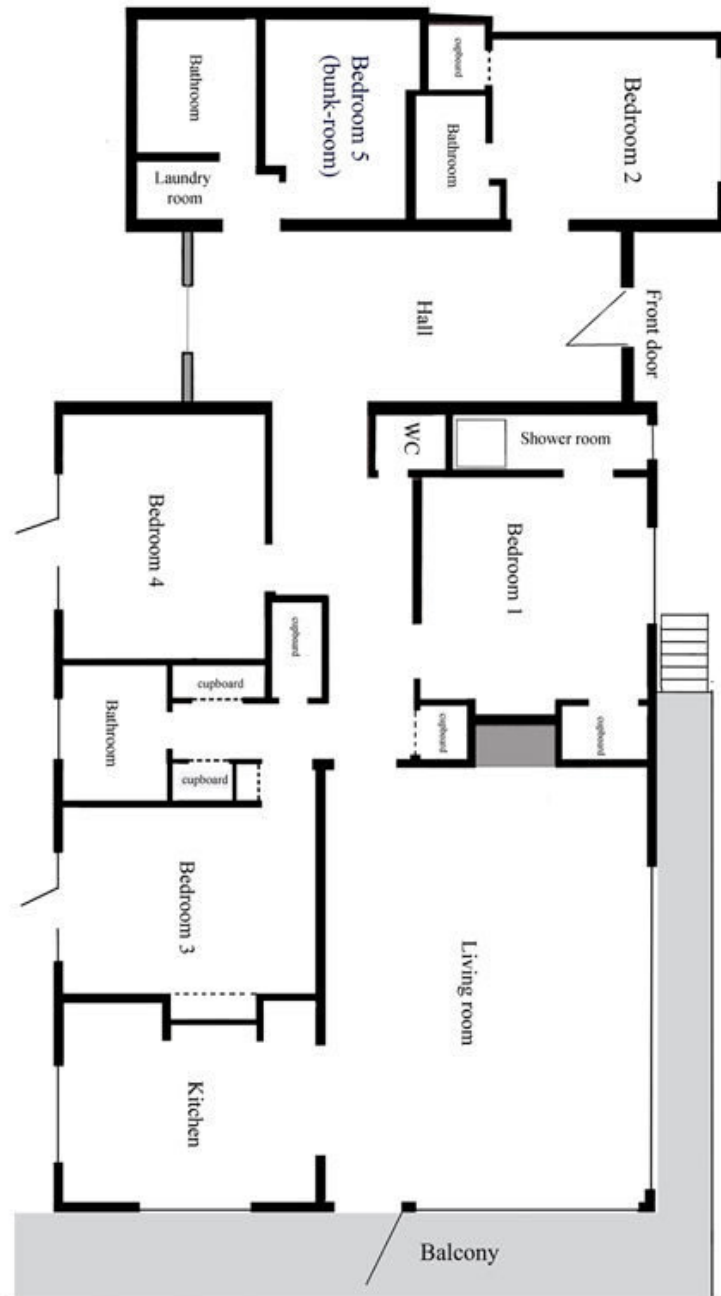 Bathroom
Bedroom 5
(bunk-room)
cupboard
Bedroom 2
Bathroom
Laundry
room
Hall
Front door
WC
Shower room
Bedroom 4
Bedroom 1
cupboard
cupboard
Bathroom
cupboard
cupboard
cupboard
Bedroom 3
Living room
Kitchen
Balcony